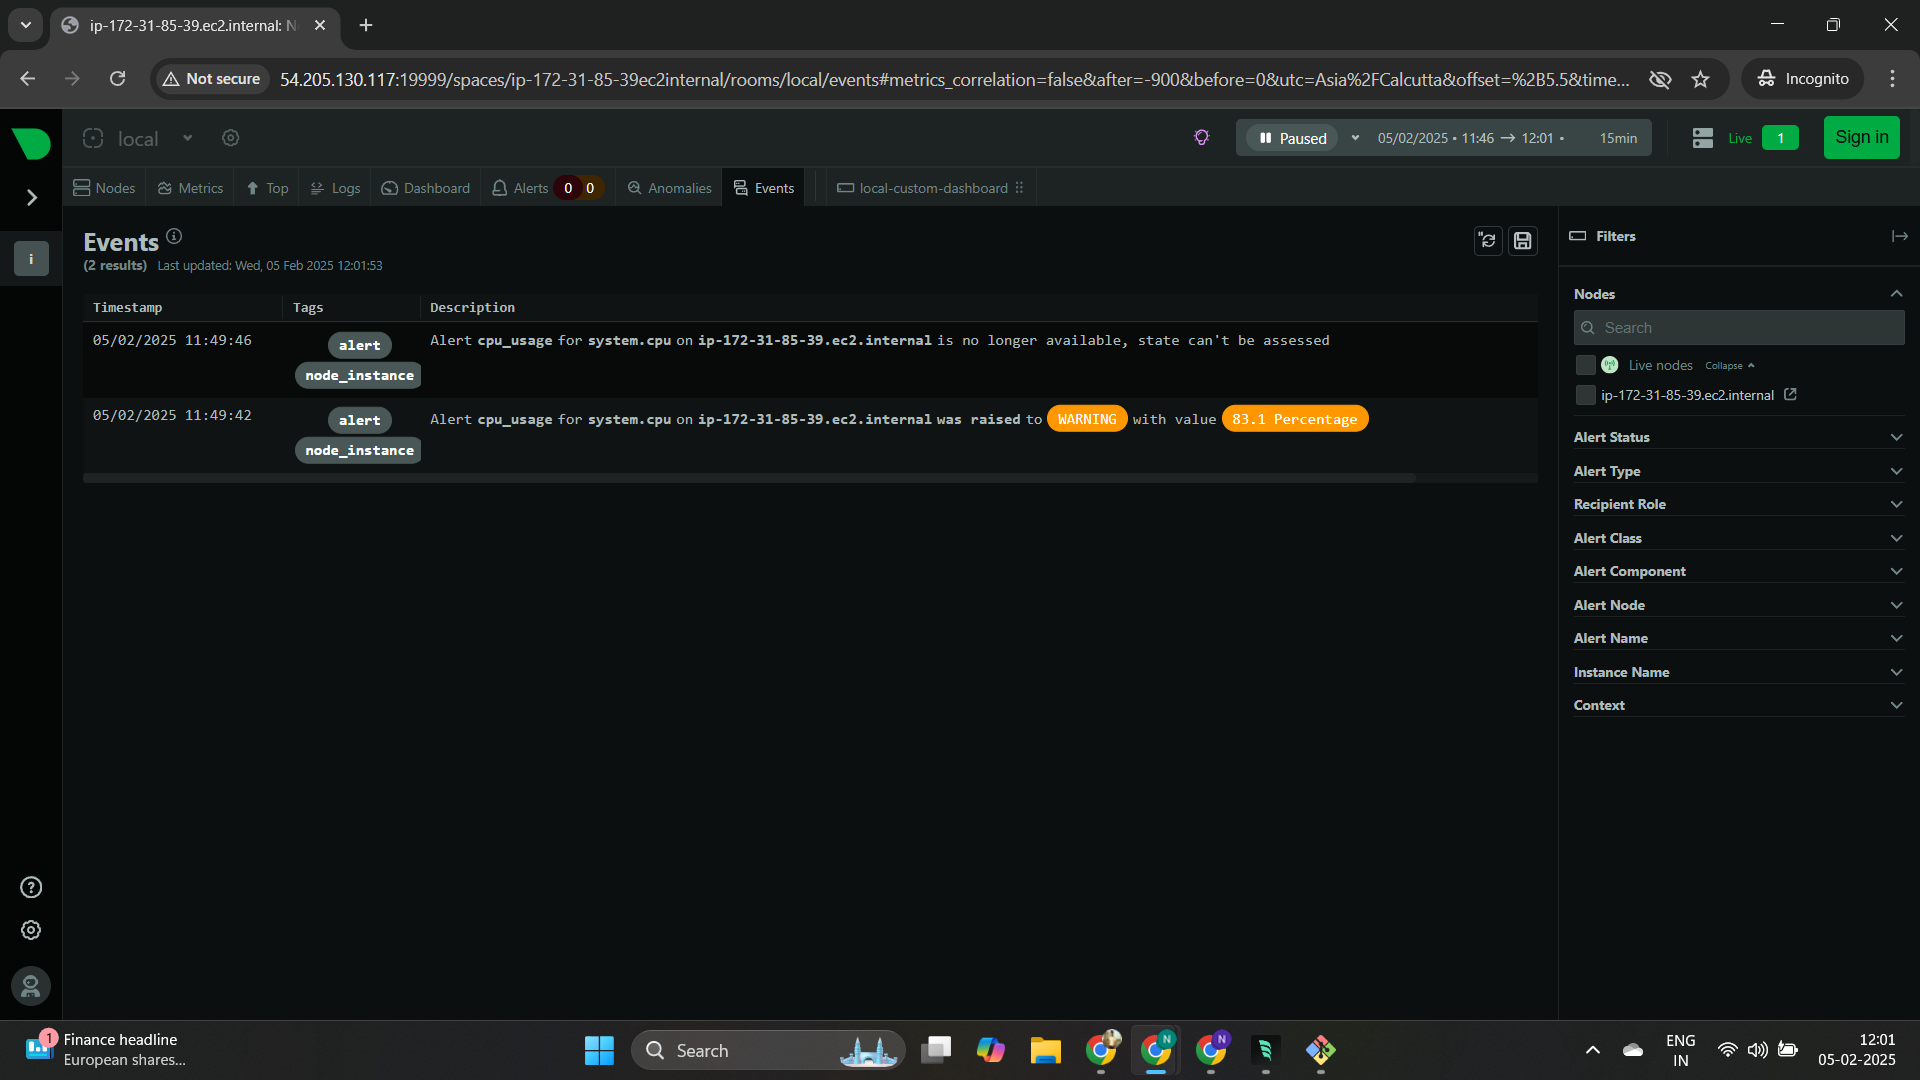 ip-172-31-85-39.ec2.internal: N
Not secure
54.205.130.117:19999/spaces/ip-172-31-85-39ec2internal/rooms/local/events#metrics_correlation=false&after=-900&before=0&utc=Asia%2FCalcutta&offset=%2B5.5&time...
Incognito
local
Paused
05/02/2025 • 11:46 → 12:01 •
15min
Live
1
Sign in
Nodes
Metrics
Top
Logs
Dashboard
Alerts 0 0
Anomalies
Events
local-custom-dashboard
i
Events
(2 results) Last updated: Wed, 05 Feb 2025 12:01:53
Timestamp Tags Description
05/02/2025 11:49:46 alert Alert cpu_usage for system.cpu on ip-172-31-85-39.ec2.internal is no longer available, state can't be assessed
node_instance
05/02/2025 11:49:42 alert Alert cpu_usage for system.cpu on ip-172-31-85-39.ec2.internal was raised to WARNING with value 83.1 Percentage
node_instance
Filters
Nodes
Search
Live nodes Collapse
ip-172-31-85-39.ec2.internal
Alert Status
Alert Type
Recipient Role
Alert Class
Alert Component
Alert Node
Alert Name
Instance Name
Context
1
Finance headline
European shares...
Search
N
N
ENG
IN
12:01
05-02-2025